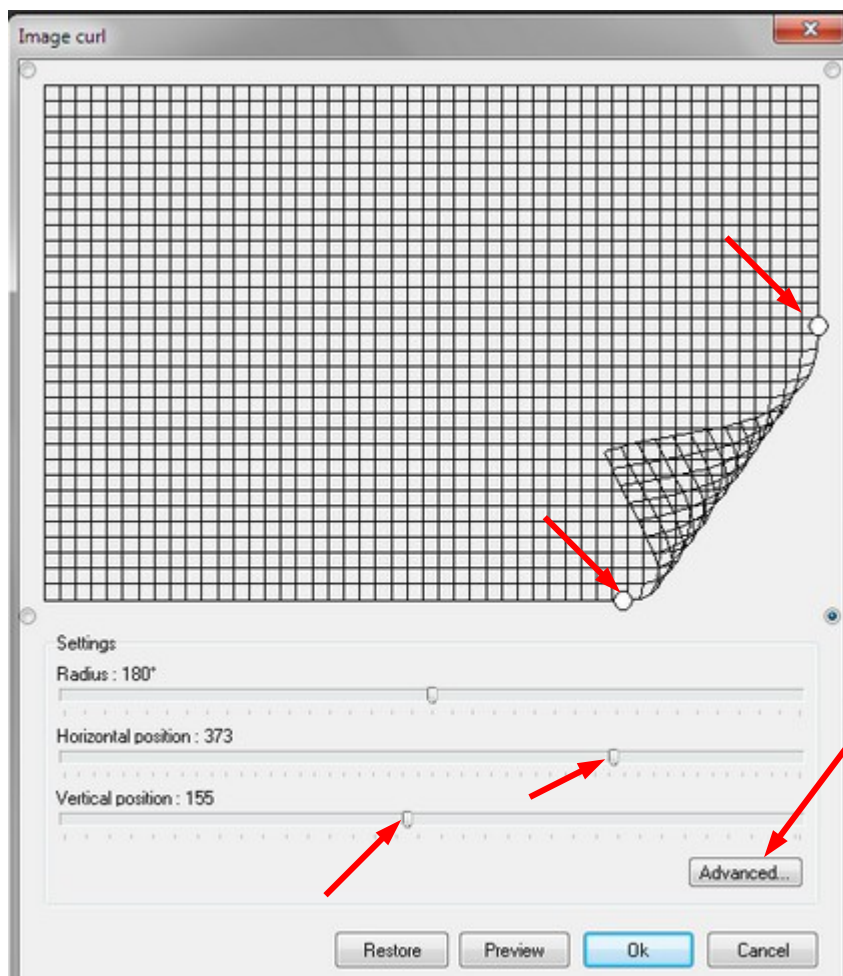 Image curl
Settings
Radius : 180°
Horizontal position : 373
Vertical position : 155
Advanced...
Restore
Preview
Ok
Cancel